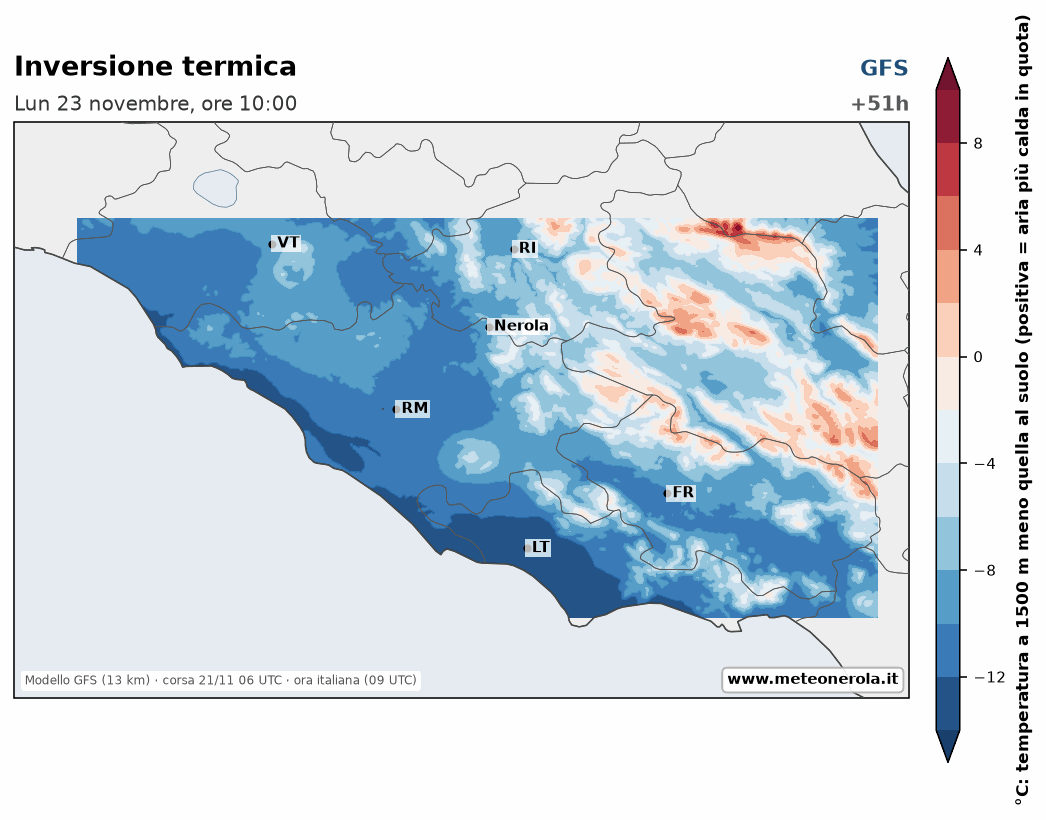 Inversione termica
GFS
Lun 23 novembre, ore 10:00
+51h
VT
RI
Nerola
RM
FR
LT
8
4
0
−4
−8
−12
°C: temperatura a 1500 m meno quella al suolo (positiva = aria più calda in quota)
Modello GFS (13 km) · corsa 21/11 06 UTC · ora italiana (09 UTC)
www.meteonerola.it